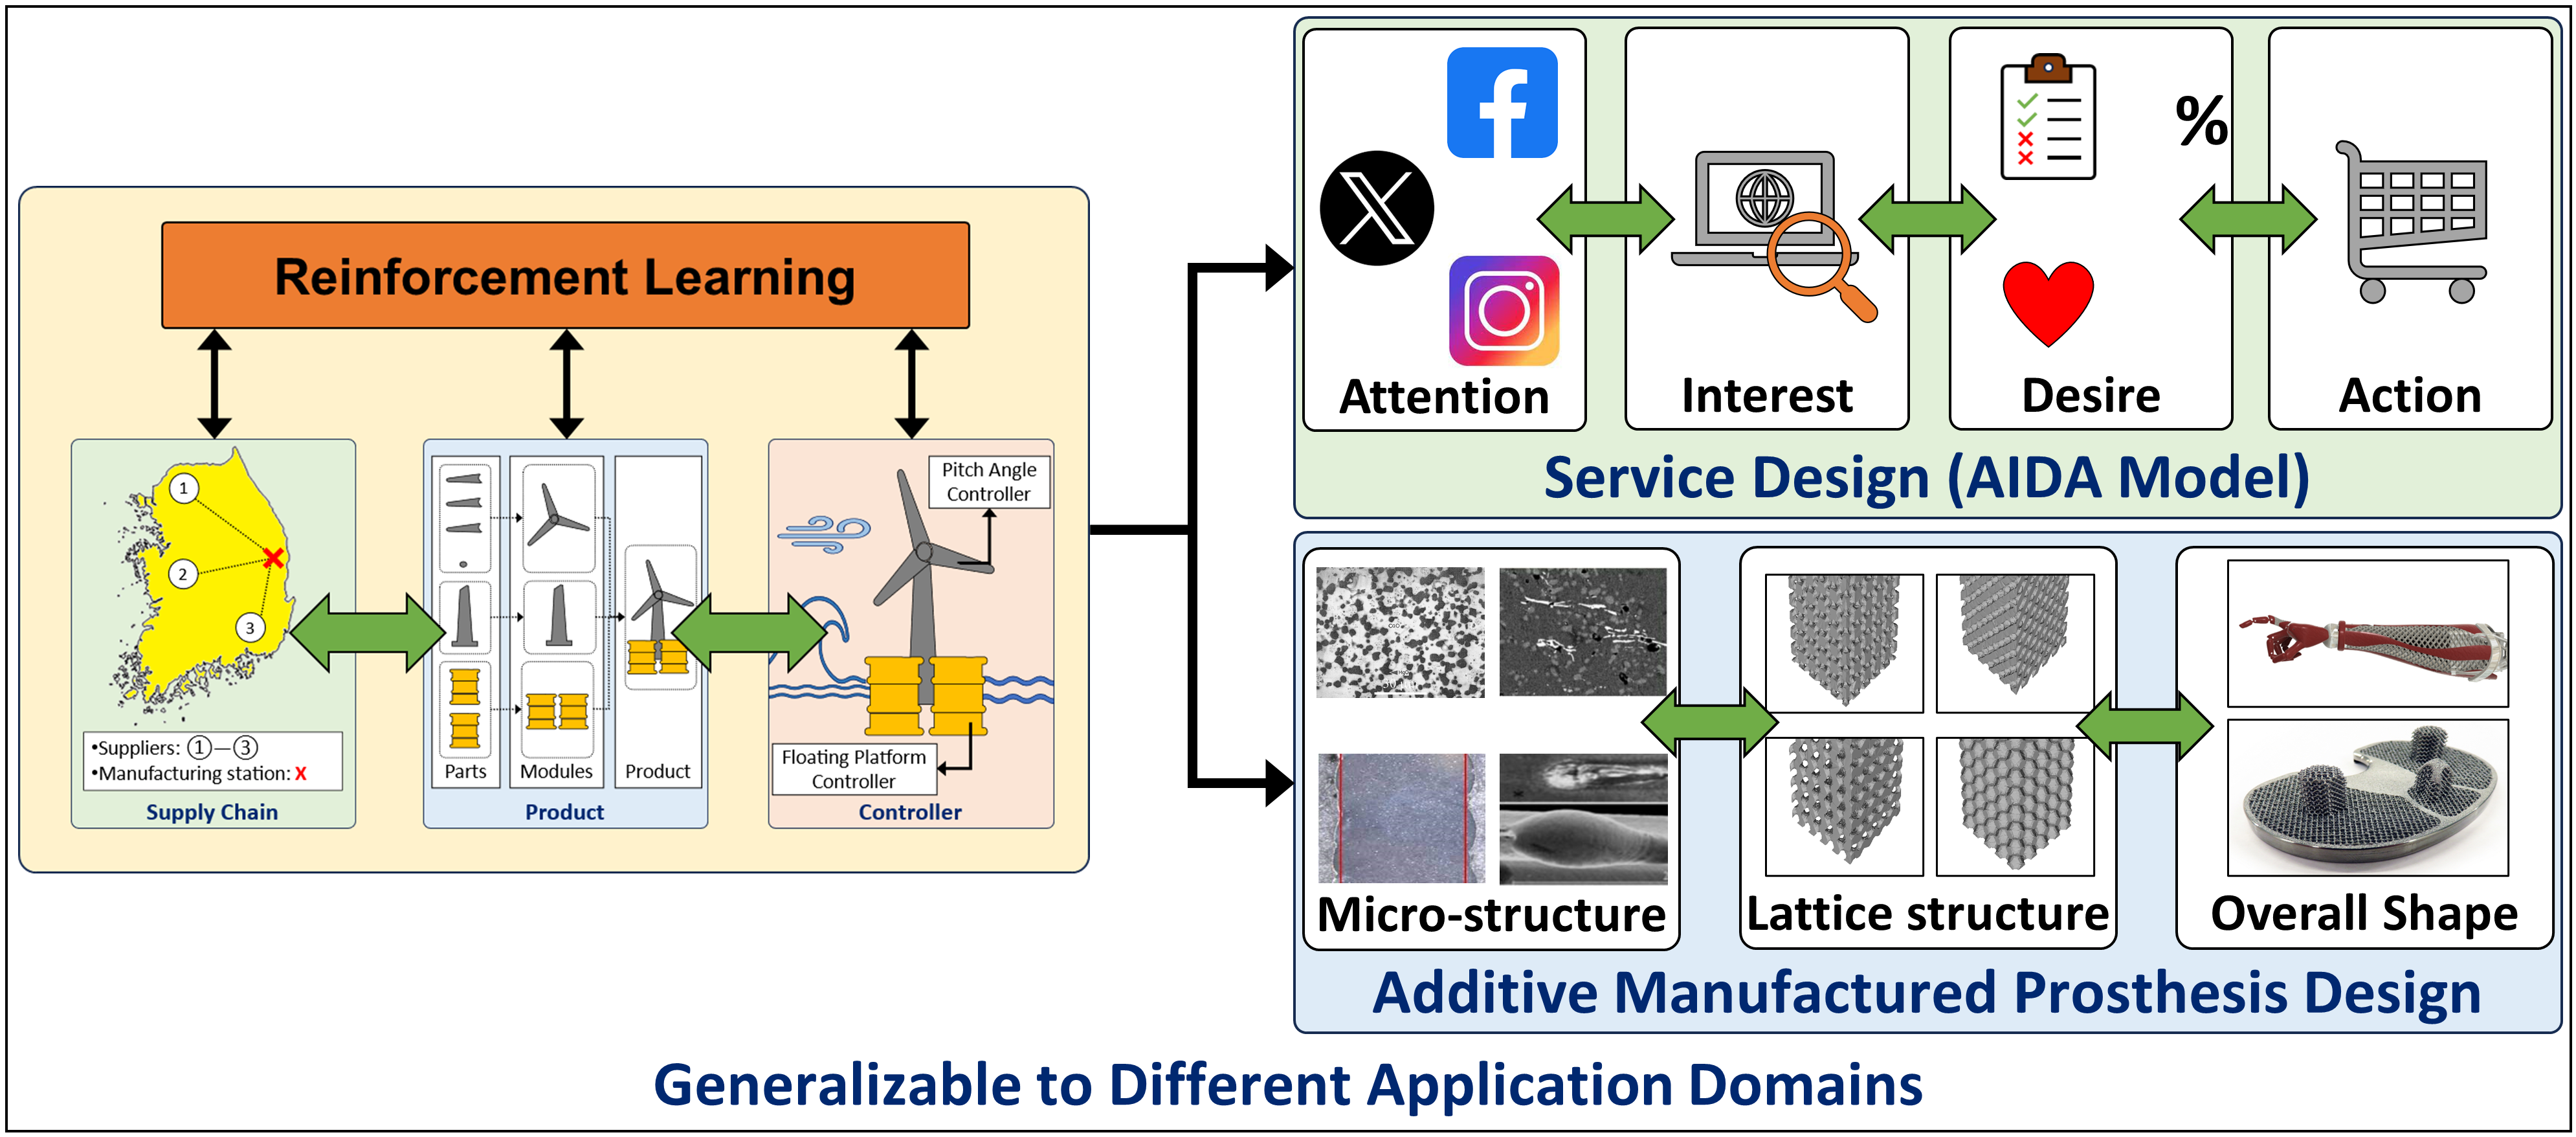 Reinforcement Learning
1
2
3
•Suppliers: ①—③
•Manufacturing station: X
Supply Chain
Parts
Modules
Product
Product
Pitch Angle
Controller
Floating Platform
Controller
Controller
%
Attention
Interest
Desire
Action
Service Design (AIDA Model)
Micro-structure
Lattice structure
Overall Shape
Additive Manufactured Prosthesis Design
Generalizable to Different Application Domains